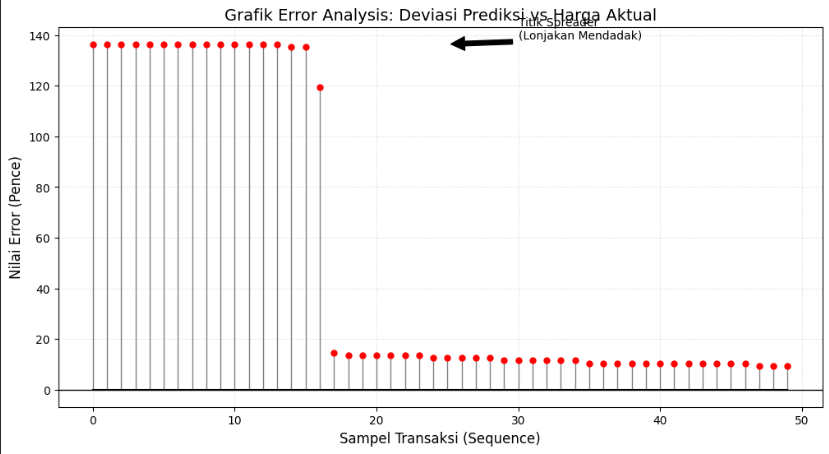 Grafik Error Analysis: Deviasi Prediksi vs Harga Aktual
Titik Spreader
(Lonjakan Mendadak)
140
120
100
80
60
40
20
0
Nilai Error (Pence)
0 10 20 30 40 50
Sampel Transaksi (Sequence)